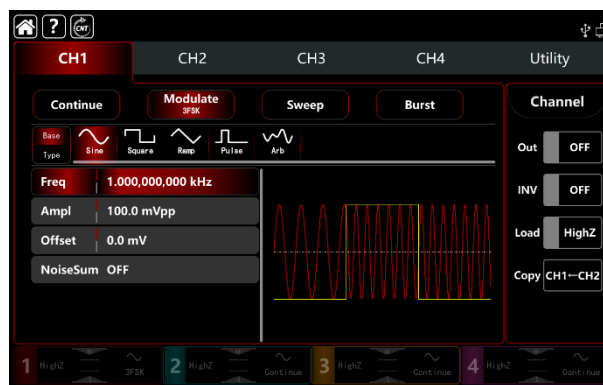 ? CNT
CH1 CH2 CH3 CH4 Utility
Continue Modulate Sweep Burst Channel
3FSK
Base
Type Sine Square Ramp Pulse Arb
Out OFF
Freq 1.000,000,000 kHz
INV OFF
Ampl 100.0 mVpp
Offset 0.0 mV
Load HighZ
NoiseSum OFF
Copy CH1←CH2
1 HighZ 3FSK 2 HighZ Continue 3 HighZ Continue 4 HighZ Continue